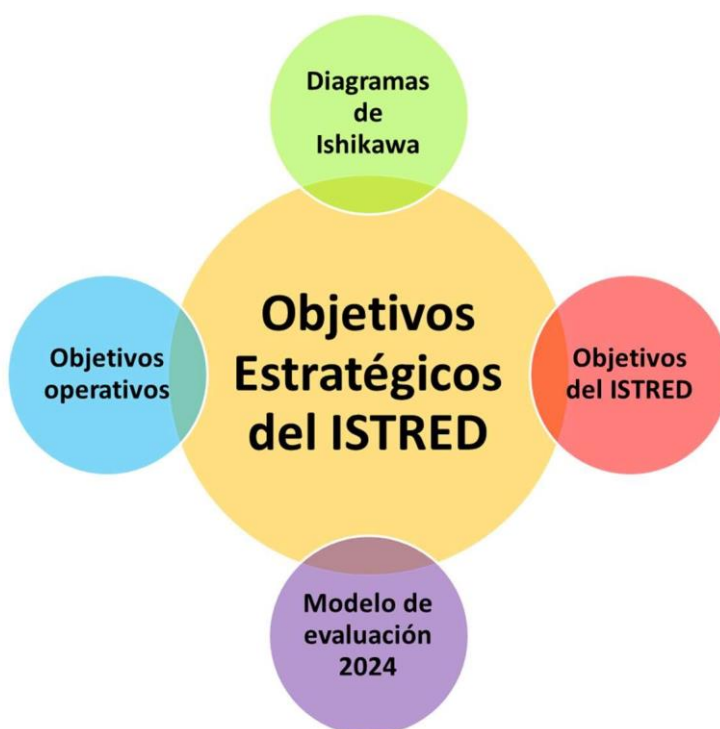 Diagramas
de
Ishikawa
Objetivos
Estratégicos
del ISTRED
Objetivos
operativos
Objetivos
del ISTRED
Modelo de
evaluación
2024